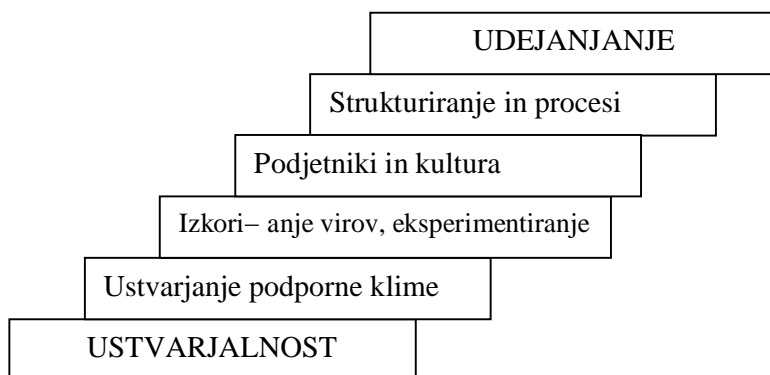 UDEJANJANJE
Strukturiranje in procesi
Podjetniki in kultura
Izkori– anje virov, eksperimentiranje
Ustvarjanje podporne klime
USTVARJALNOST